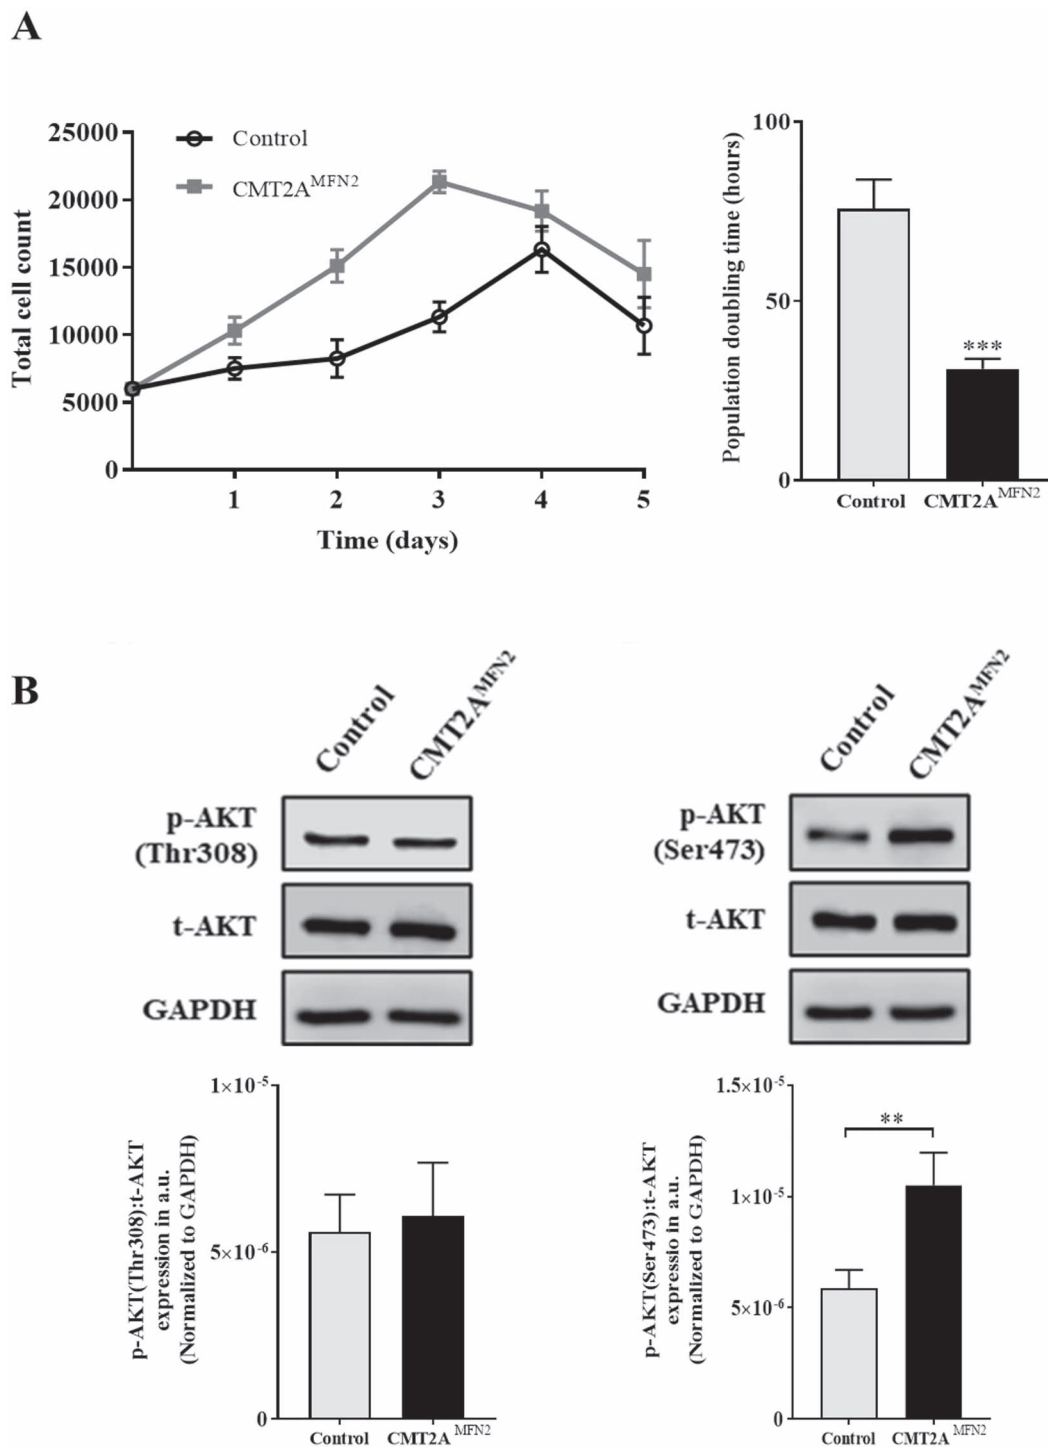 A
25000
20000
15000
10000
5000
0
Control
CMT2A^MFN2
Total cell count
1 2 3 4 5
Time (days)
100
50
0
Population doubling time (hours)
***
Control CMT2A^MFN2
B
Control CMT2A^MFN2
p-AKT
(Thr308)
t-AKT
GAPDH
1×10^-5
5×10^-6
0
p-AKT(Thr308):t-AKT
expression in a.u.
(Normalized to GAPDH)
Control CMT2A^MFN2
Control CMT2A^MFN2
p-AKT
(Ser473)
t-AKT
GAPDH
1.5×10^-5
1×10^-5
5×10^-6
0
p-AKT(Ser473):t-AKT
expressio in a.u.
(Normalized to GAPDH)
**
Control CMT2A^MFN2